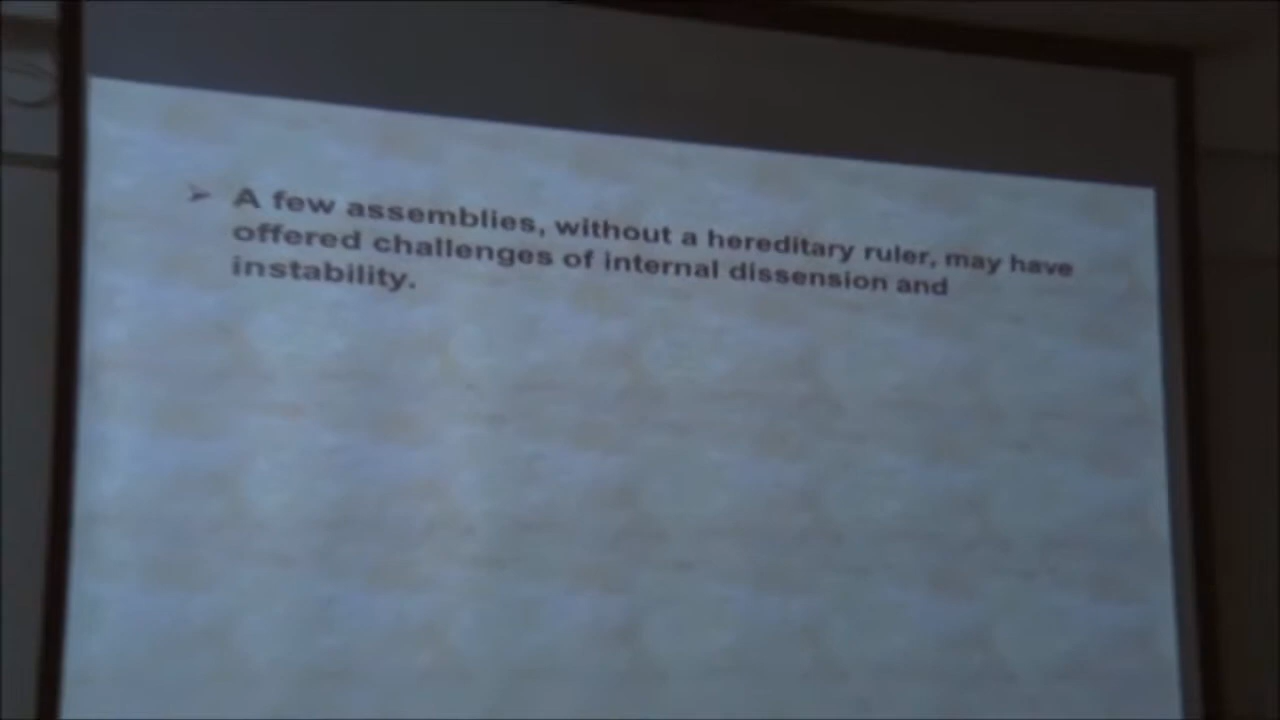 ➢ A few assemblies, without a hereditary ruler, may have
offered challenges of internal dissension and
instability.